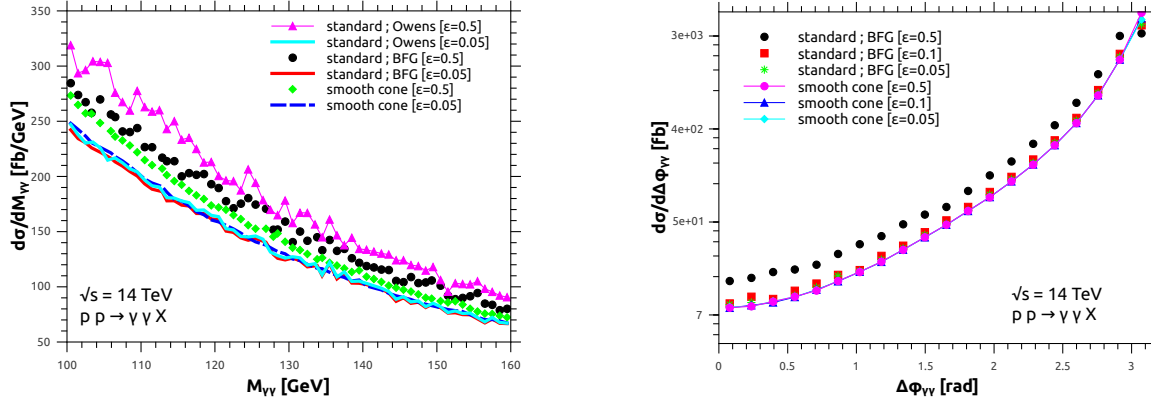 dσ/dM_γγ [fb/GeV]
350
300
250
200
150
100
50
standard ; Owens [ε=0.5]
standard ; Owens [ε=0.05]
standard ; BFG [ε=0.5]
standard ; BFG [ε=0.05]
smooth cone [ε=0.5]
smooth cone [ε=0.05]
√s = 14 TeV
p p → γ γ X
100 110 120 130 140 150 160
M_γγ [GeV]
dσ/dΔφ_γγ [fb]
3e+03
4e+02
5e+01
7
standard ; BFG [ε=0.5]
standard ; BFG [ε=0.1]
standard ; BFG [ε=0.05]
smooth cone [ε=0.5]
smooth cone [ε=0.1]
smooth cone [ε=0.05]
√s = 14 TeV
p p → γ γ X
0 0.5 1 1.5 2 2.5 3
Δφ_γγ [rad]